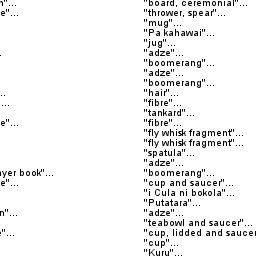 n"... "board, ceremonial"...
e"... "thrower, spear"...
"mug"...
"Pa kahawai"...
"jug"...
"adze"...
"boomerang"...
"adze"...
"boomerang"...
.. "hair"...
... "fibre"...
"tankard"...
e"... "fibre"...
"fly whisk fragment"...
"fly whisk fragment"...
"spatula"...
"adze"...
ayer book"... "boomerang"...
e"... "cup and saucer"...
"i Cula ni bokola"...
"Putatara"...
n"... "adze"...
"teabowl and saucer"...
"... "cup, lidded and saucer
"cup"...
"Kuru"...